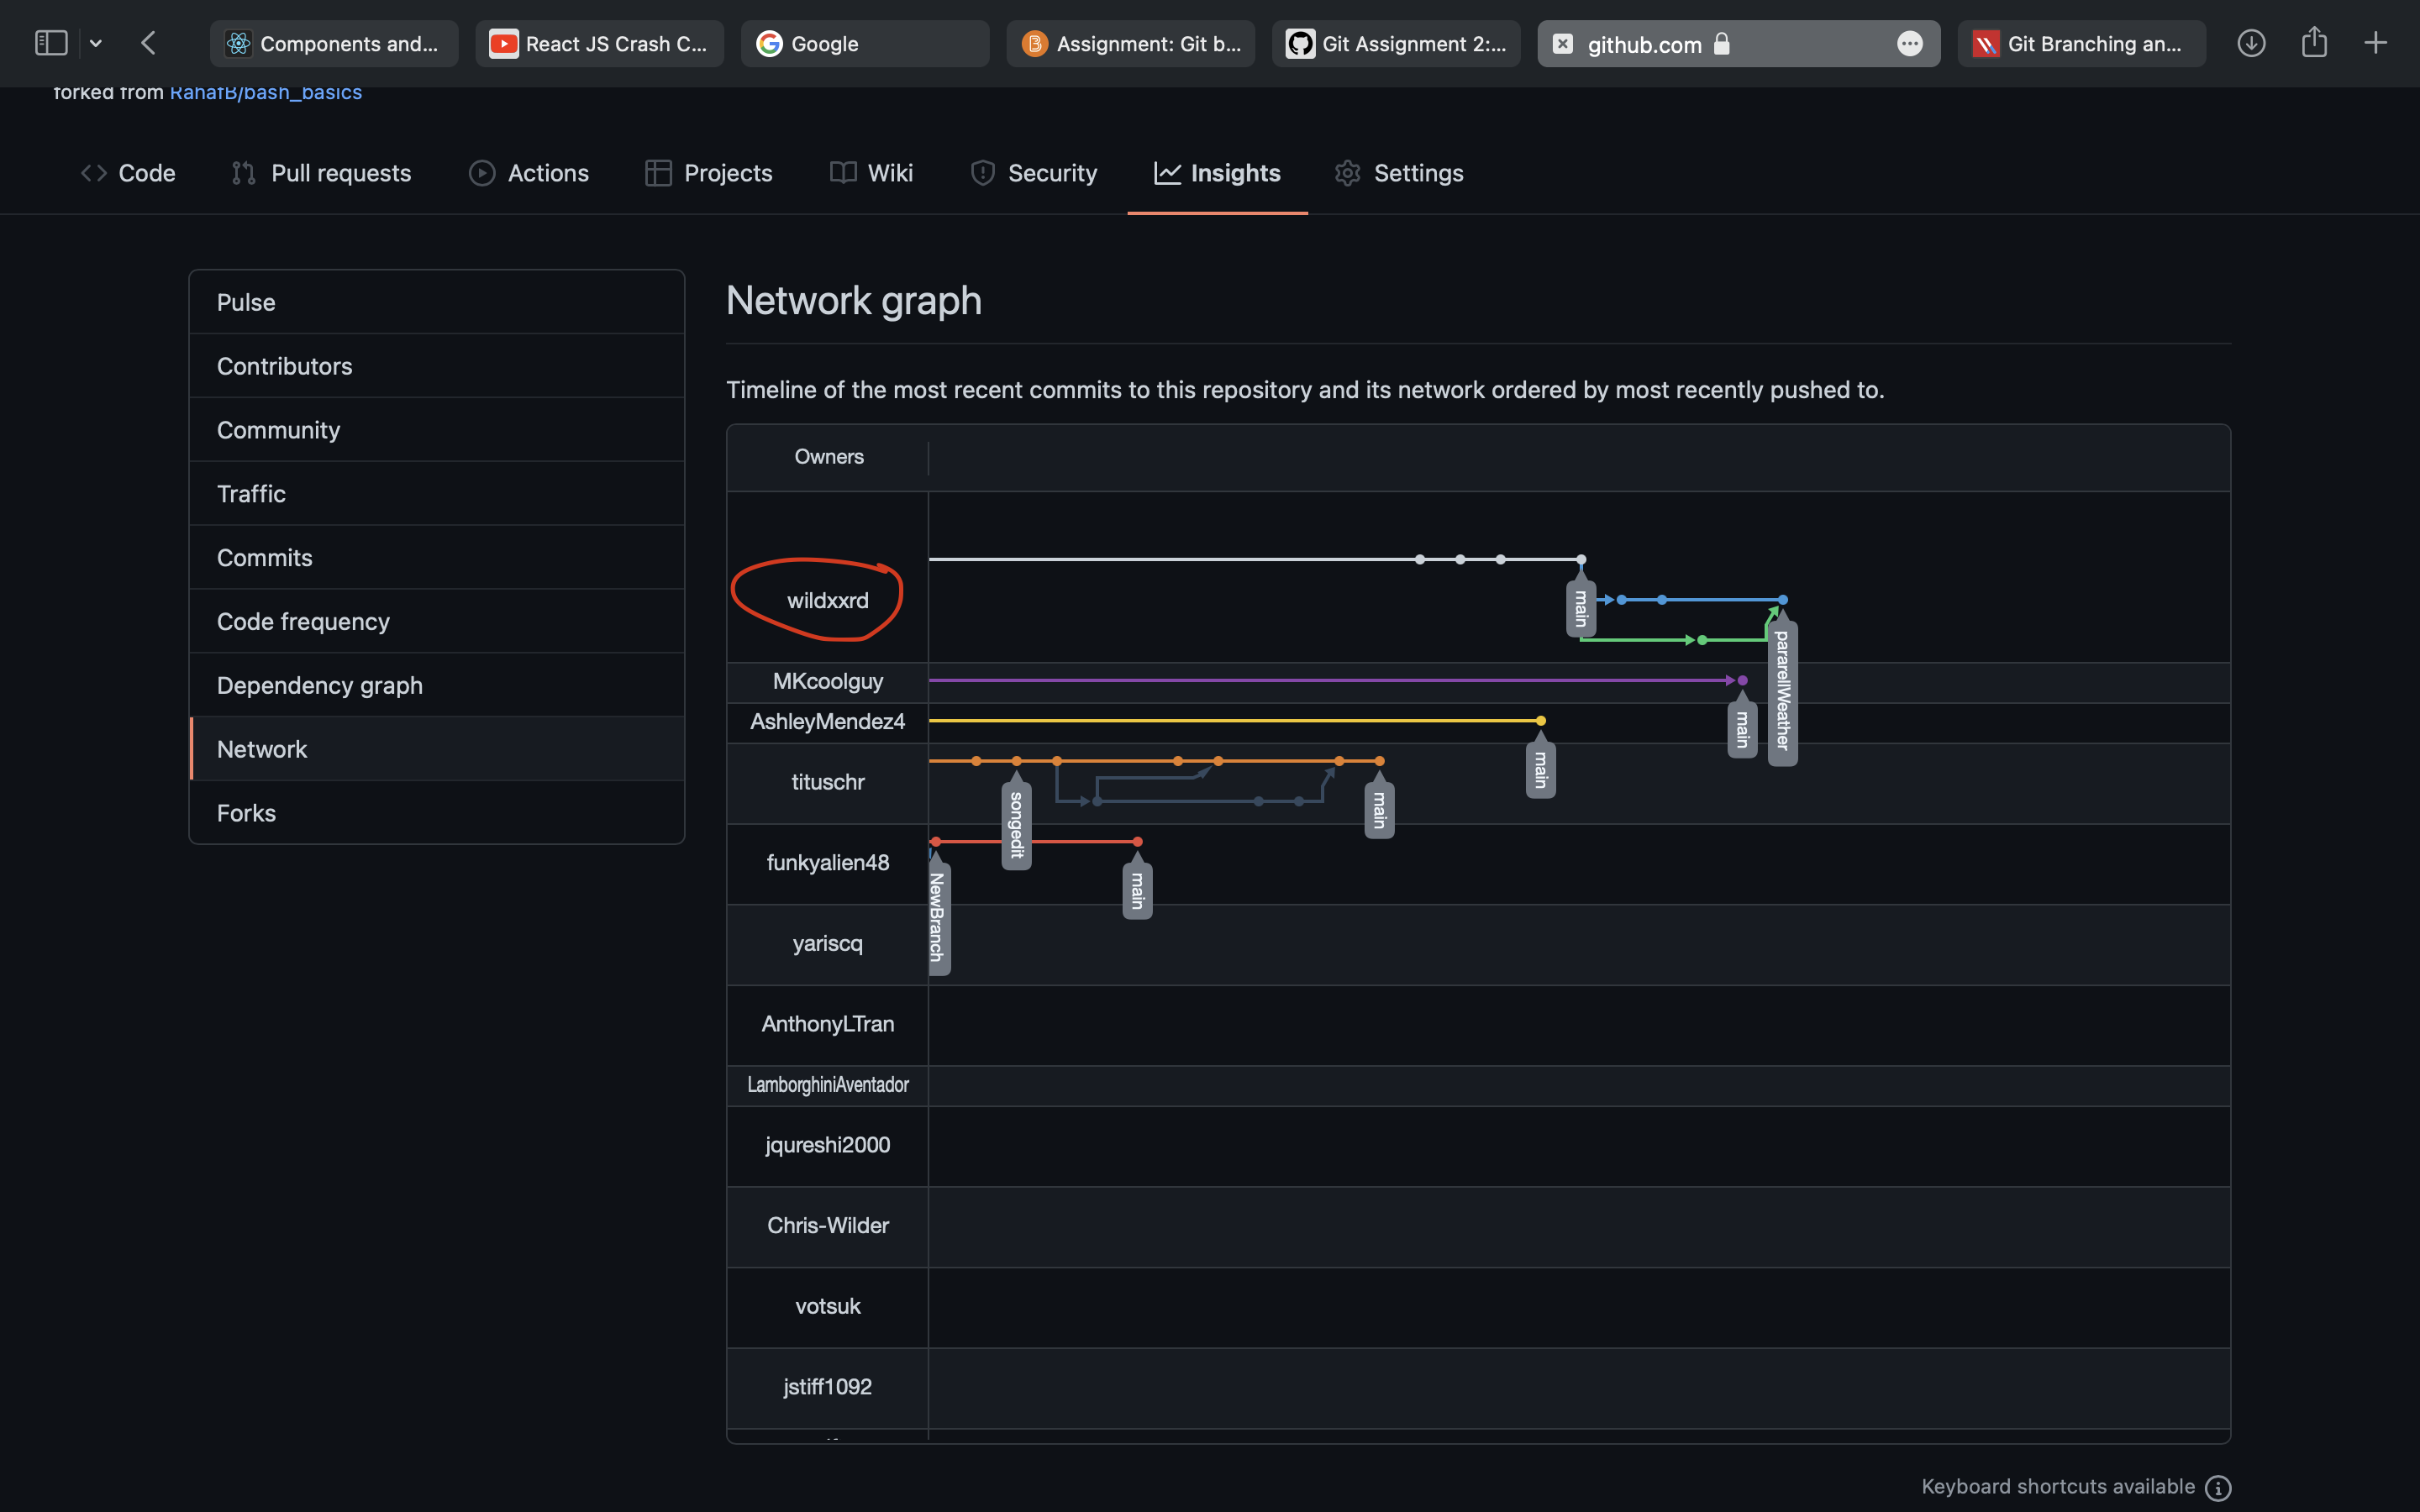 Components and...
React JS Crash C...
Google
Assignment: Git b...
Git Assignment 2:...
github.com
Git Branching an...
forked from RahafB/bash_basics
Code
Pull requests
Actions
Projects
Wiki
Security
Insights
Settings
Pulse
Contributors
Community
Traffic
Commits
Code frequency
Dependency graph
Network
Forks
Network graph
Timeline of the most recent commits to this repository and its network ordered by most recently pushed to.
Owners
wildxxrd
main
pararellWeather
MKcoolguy
main
AshleyMendez4
main
tituschr
songedit
main
funkyalien48
NewBranch
main
yariscq
AnthonyLTran
LamborghiniAventador
jqureshi2000
Chris-Wilder
votsuk
jstiff1092
Keyboard shortcuts available